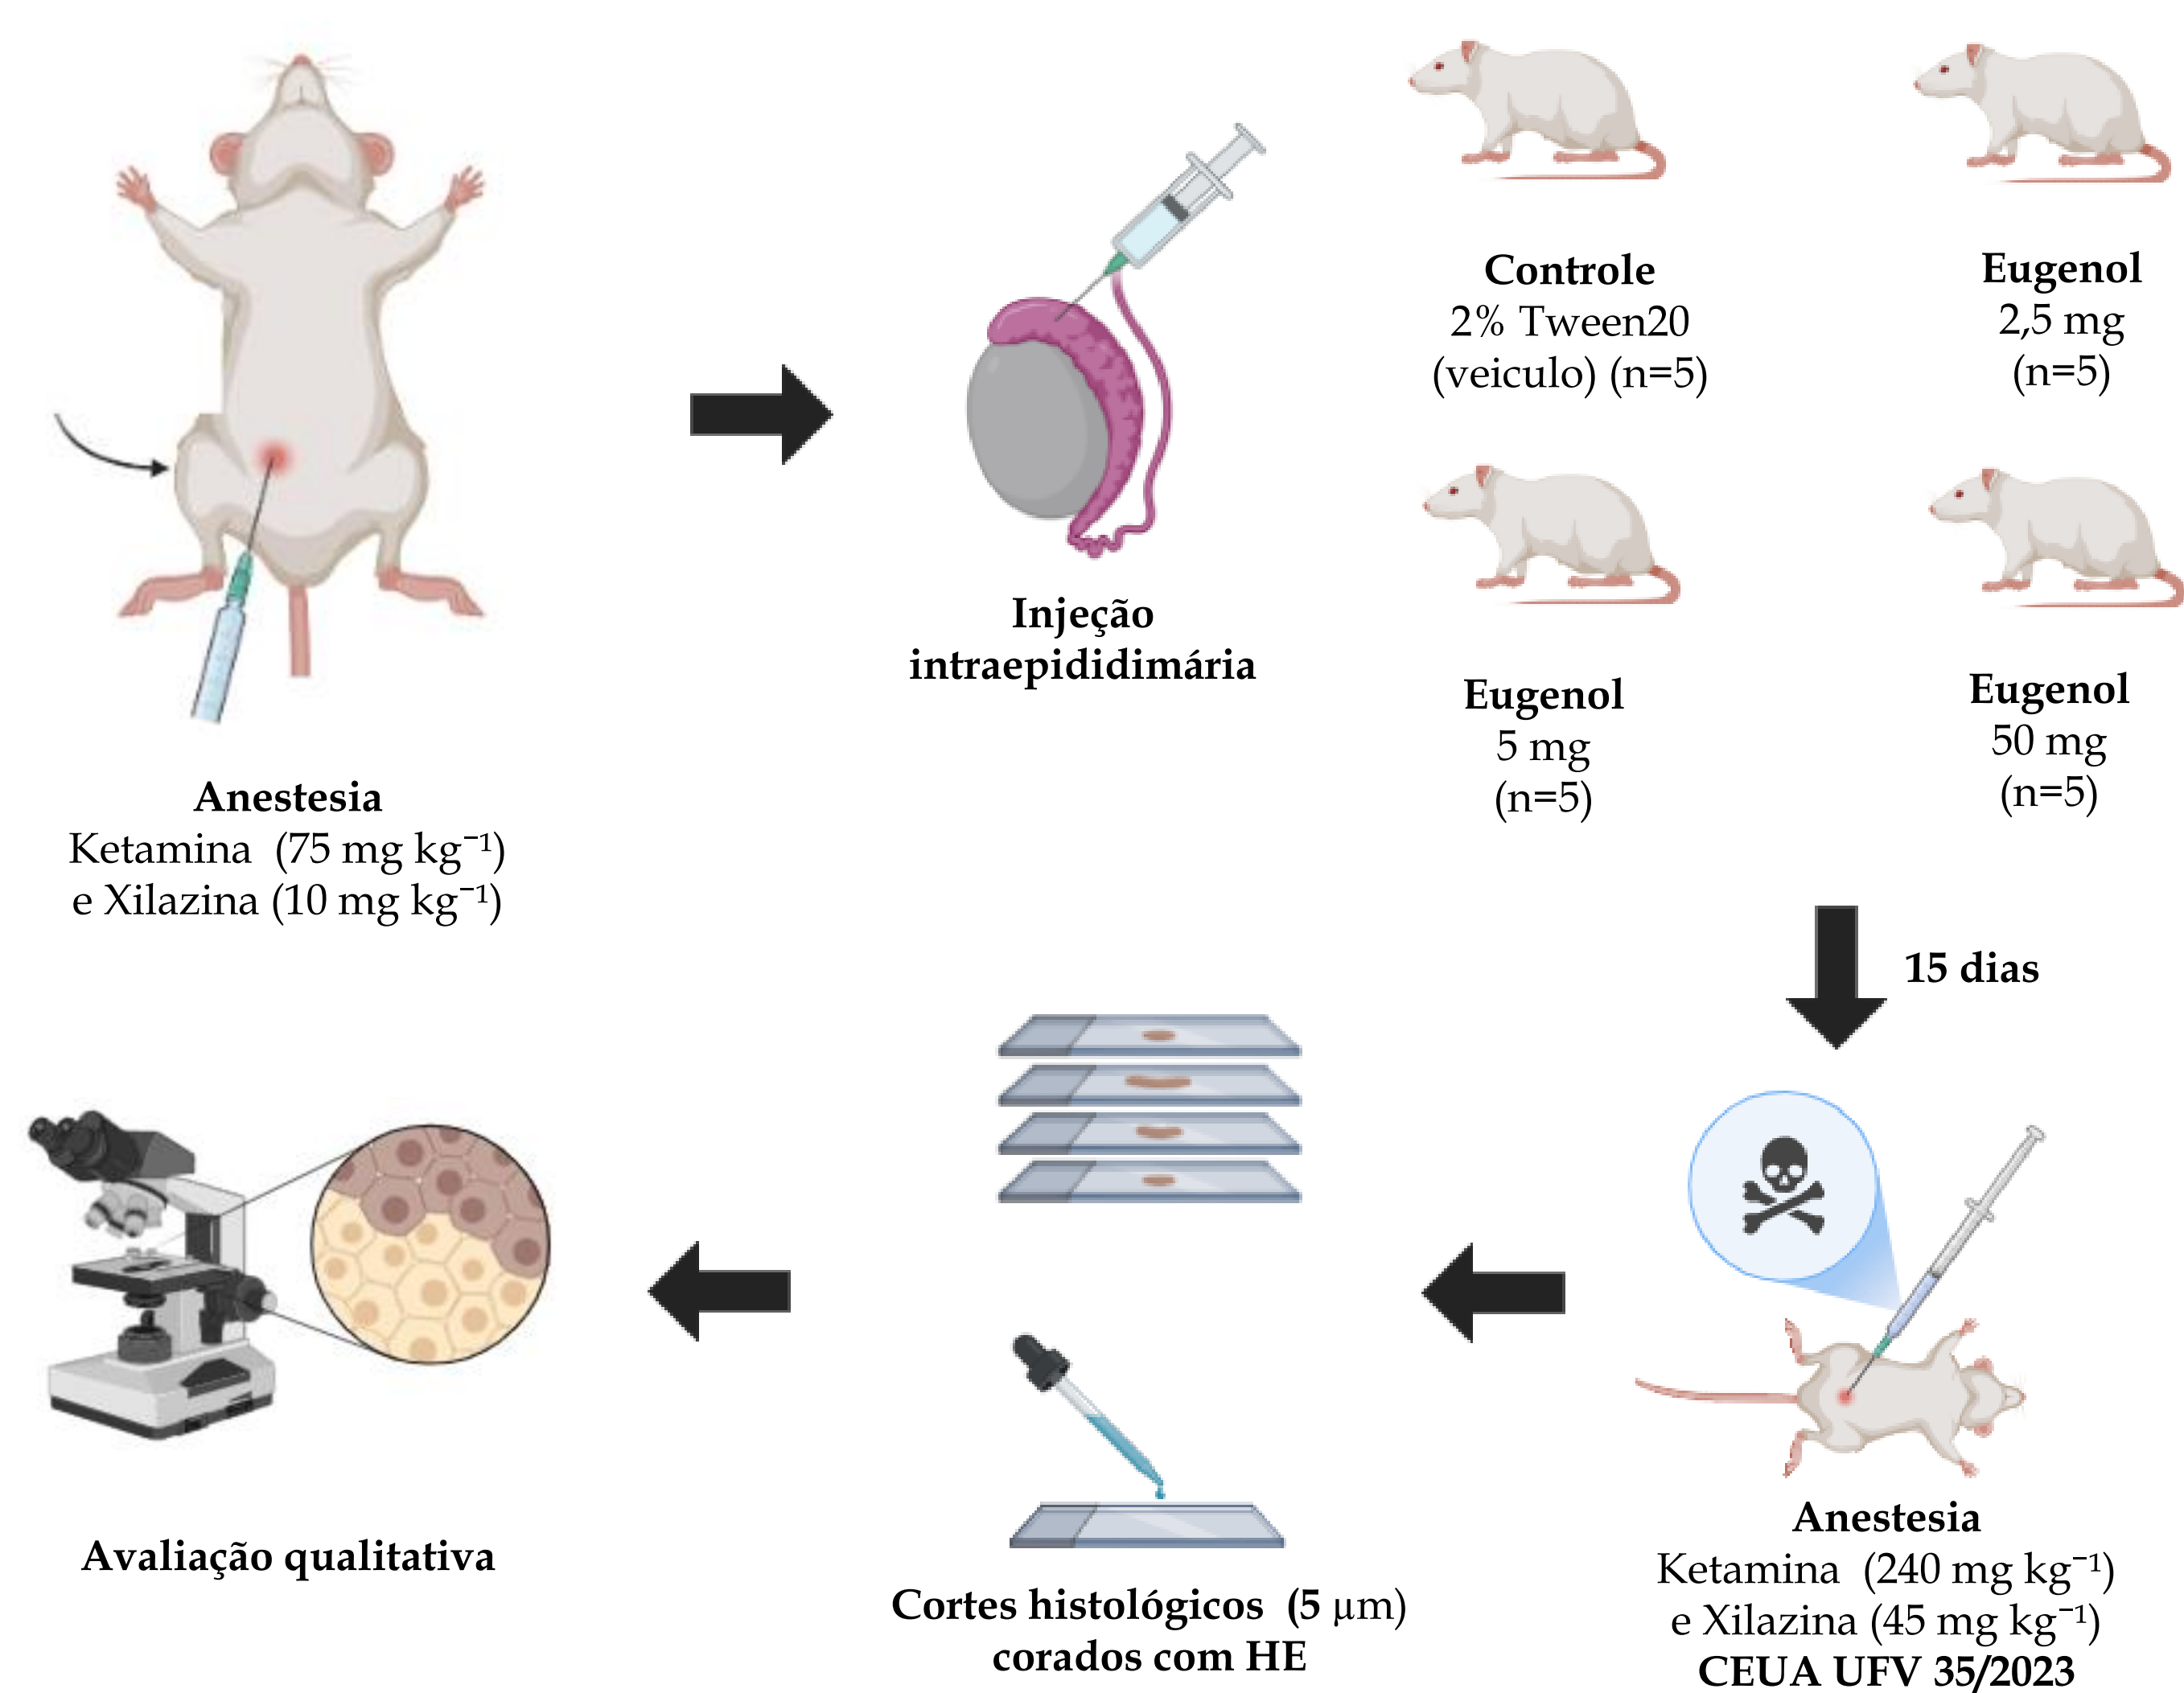 Anestesia
Ketamina (75 mg kg⁻¹)
e Xilazina (10 mg kg⁻¹)
Injeção
intraepididimária
Controle
2% Tween20
(veiculo) (n=5)
Eugenol
2,5 mg
(n=5)
Eugenol
5 mg
(n=5)
Eugenol
50 mg
(n=5)
15 dias
Anestesia
Ketamina (240 mg kg⁻¹)
e Xilazina (45 mg kg⁻¹)
CEUA UFV 35/2023
Cortes histológicos (5 µm)
corados com HE
Avaliação qualitativa